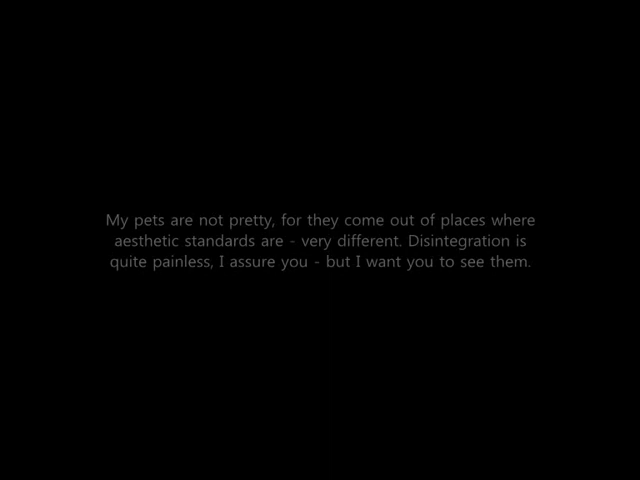 My pets are not pretty, for they come out of places where
aesthetic standards are - very different. Disintegration is
quite painless, I assure you - but I want you to see them.